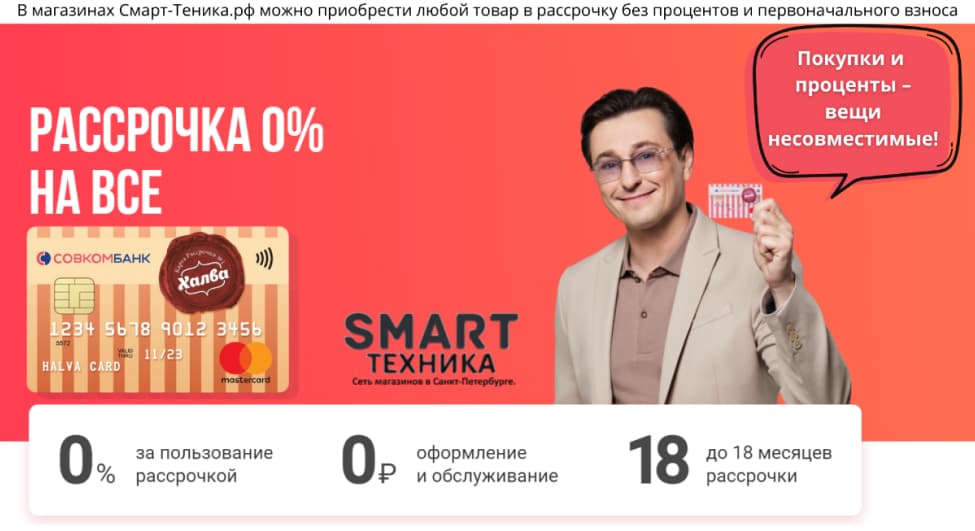 В магазинах Смарт-Теника.рф можно приобрести любой товар в рассрочку без процентов и первоначального взноса
Покупки и
проценты –
вещи
несовместимые!
РАССРОЧКА 0%
НА ВСЕ
СОВКОМБАНК
Карта Рассрочки
Халва
1234 5678 9012 3456
5572
VALID
THRU
11/23
HALVA CARD
mastercard
Халва
SMART
ТЕХНИКА
Сеть магазинов в Санкт-Петербурге.
0%
за пользование
рассрочкой
0₽
оформление
и обслуживание
18
до 18 месяцев
рассрочки